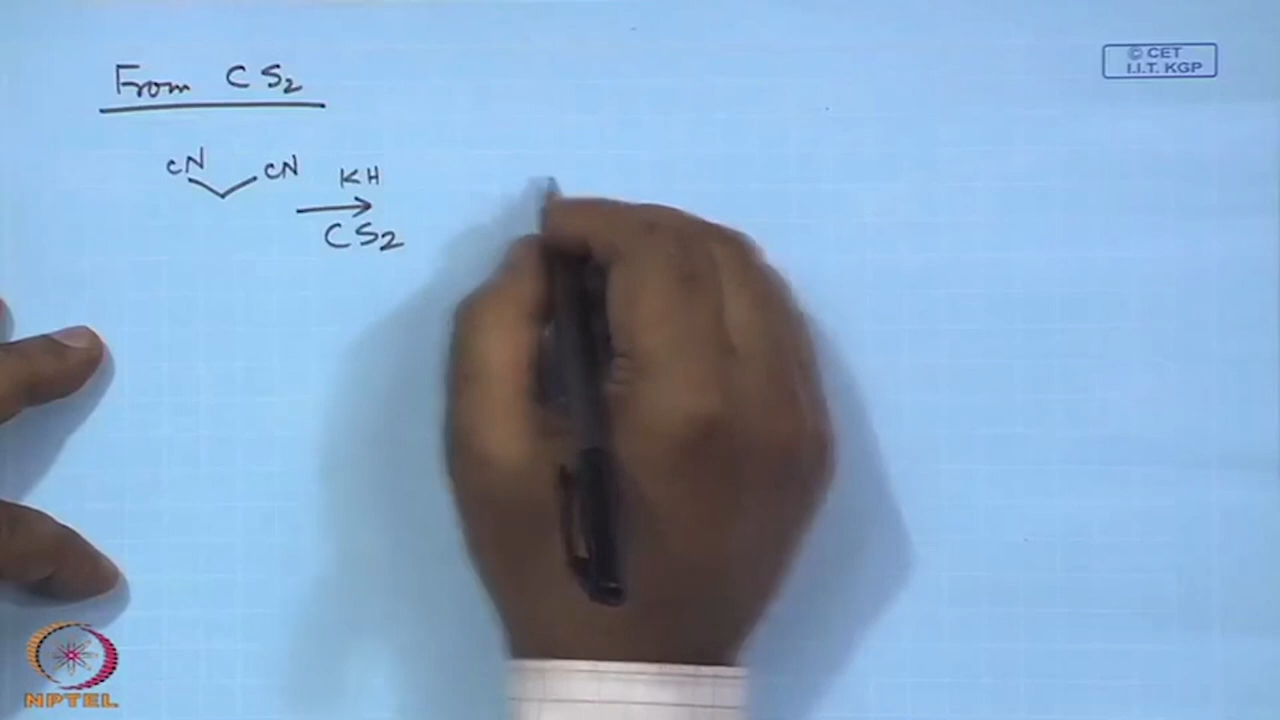 From CS₂
© CET
I.I.T. KGP
CN CN KH
CS₂
NPTEL